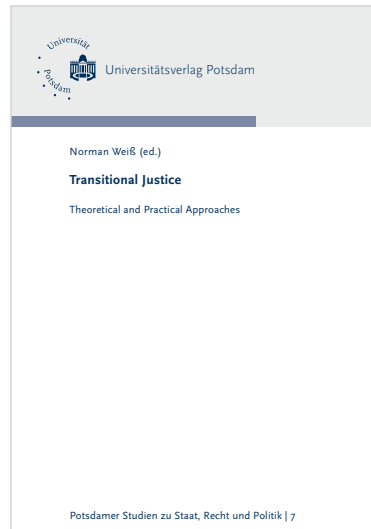 Universität
Potsdam
Universitätsverlag Potsdam
Norman Weiß (ed.)
Transitional Justice
Theoretical and Practical Approaches
Potsdamer Studien zu Staat, Recht und Politik | 7